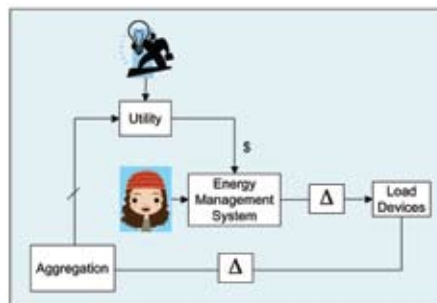 Utility
$
Energy
Management
System
Δ
Load
Devices
Aggregation
Δ